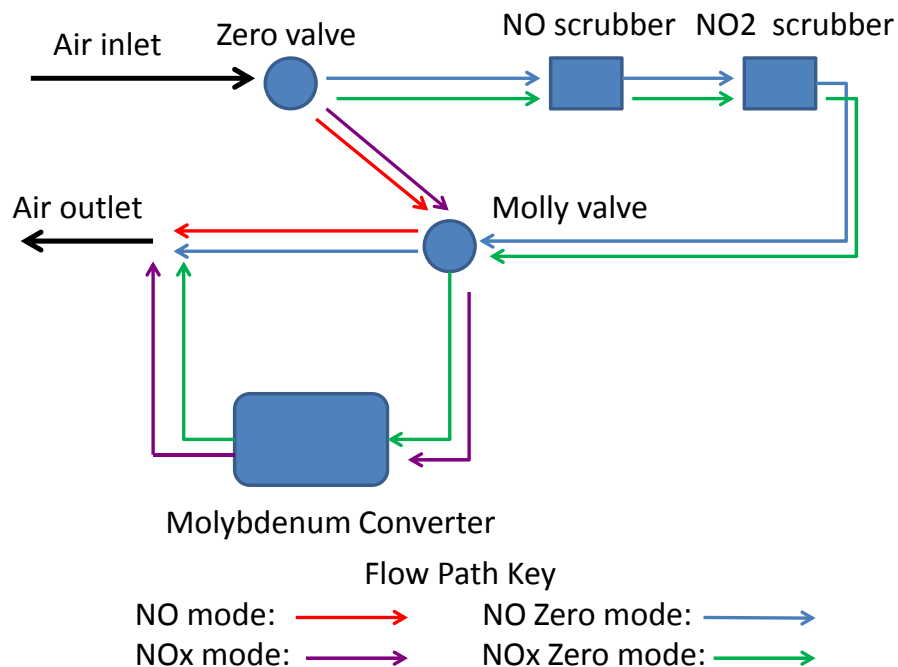 Air inlet
Zero valve
NO scrubber
NO2 scrubber
Air outlet
Molly valve
Molybdenum Converter
Flow Path Key
NO mode:
NO Zero mode:
NOx mode:
NOx Zero mode: